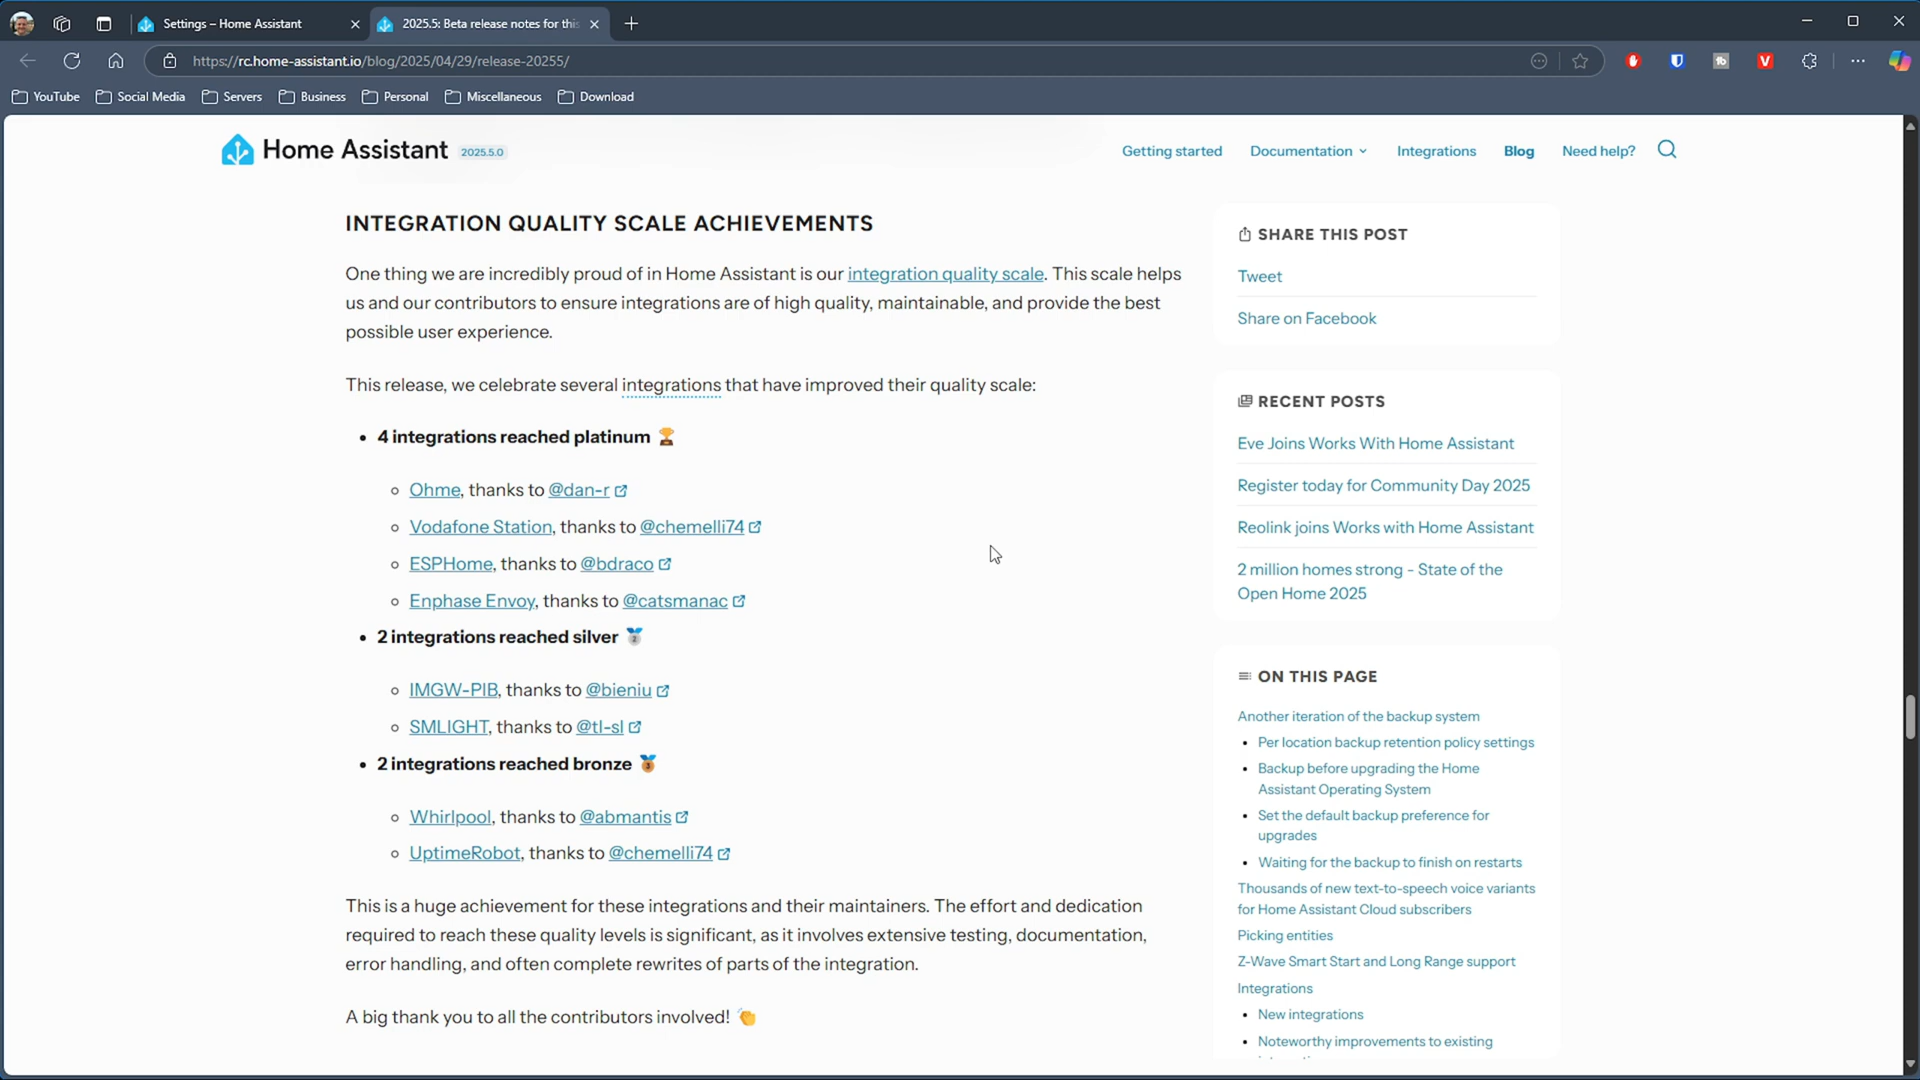 Settings – Home Assistant
2025.5: Beta release notes for this
https://rc.home-assistant.io/blog/2025/04/29/release-20255/
YouTube
Social Media
Servers
Business
Personal
Miscellaneous
Download
Home Assistant 2025.5.0
Getting started
Documentation
Integrations
Blog
Need help?
INTEGRATION QUALITY SCALE ACHIEVEMENTS
One thing we are incredibly proud of in Home Assistant is our integration quality scale. This scale helps
us and our contributors to ensure integrations are of high quality, maintainable, and provide the best
possible user experience.
This release, we celebrate several integrations that have improved their quality scale:
• 4 integrations reached platinum 🏆
Ohme, thanks to @dan-r
Vodafone Station, thanks to @chemelli74
ESPHome, thanks to @bdraco
Enphase Envoy, thanks to @catsmanac
• 2 integrations reached silver 🥈
IMGW-PIB, thanks to @bieniu
SMLIGHT, thanks to @tl-sl
• 2 integrations reached bronze 🥉
Whirlpool, thanks to @abmantis
UptimeRobot, thanks to @chemelli74
This is a huge achievement for these integrations and their maintainers. The effort and dedication
required to reach these quality levels is significant, as it involves extensive testing, documentation,
error handling, and often complete rewrites of parts of the integration.
A big thank you to all the contributors involved! 👏
SHARE THIS POST
Tweet
Share on Facebook
RECENT POSTS
Eve Joins Works With Home Assistant
Register today for Community Day 2025
Reolink joins Works with Home Assistant
2 million homes strong - State of the
Open Home 2025
ON THIS PAGE
Another iteration of the backup system
• Per location backup retention policy settings
• Backup before upgrading the Home
Assistant Operating System
• Set the default backup preference for
upgrades
• Waiting for the backup to finish on restarts
Thousands of new text-to-speech voice variants
for Home Assistant Cloud subscribers
Picking entities
Z-Wave Smart Start and Long Range support
Integrations
• New integrations
• Noteworthy improvements to existing